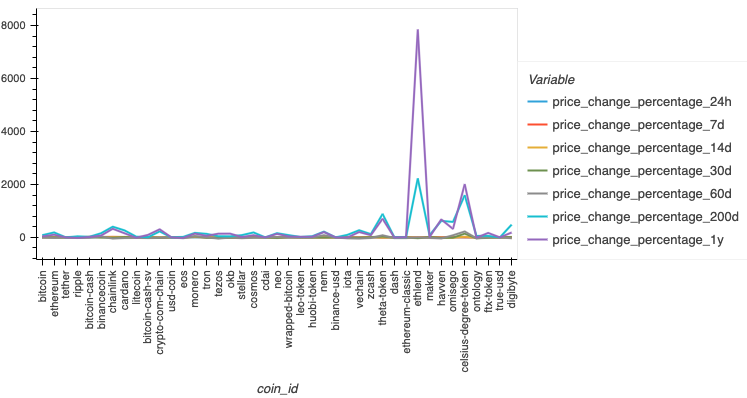 8000
6000
4000
2000
0
bitcoin
ethereum
tether
ripple
bitcoin-cash
binancecoin
chainlink
cardano
litecoin
bitcoin-cash-sv
crypto-com-chain
usd-coin
eos
monero
tron
tezos
okb
stellar
cosmos
cdai
neo
wrapped-bitcoin
leo-token
huobi-token
nem
binance-usd
iota
vechain
zcash
theta-token
dash
ethereum-classic
ethlend
maker
havven
omisego
celsius-degree-token
ontology
ftx-token
true-usd
digibyte
coin_id
Variable
price_change_percentage_24h
price_change_percentage_7d
price_change_percentage_14d
price_change_percentage_30d
price_change_percentage_60d
price_change_percentage_200d
price_change_percentage_1y